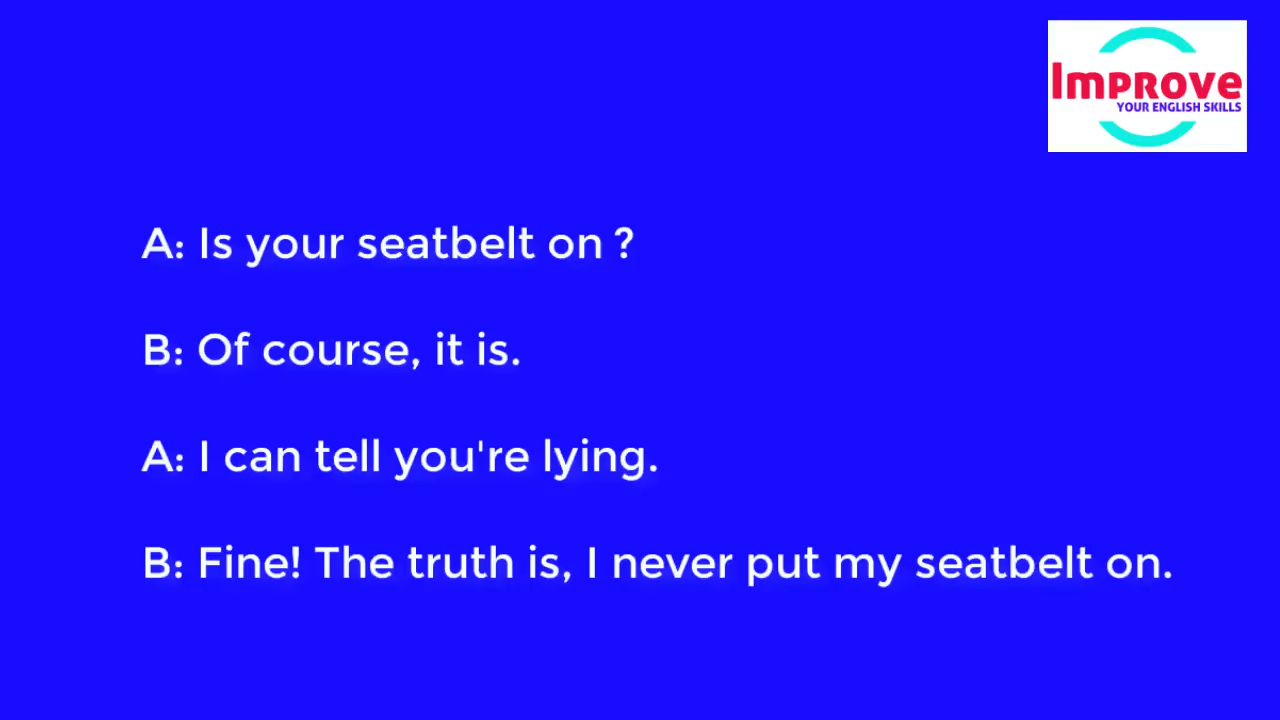 Improve
YOUR ENGLISH SKILLS
A: Is your seatbelt on ?
B: Of course, it is.
A: I can tell you're lying.
B: Fine! The truth is, I never put my seatbelt on.